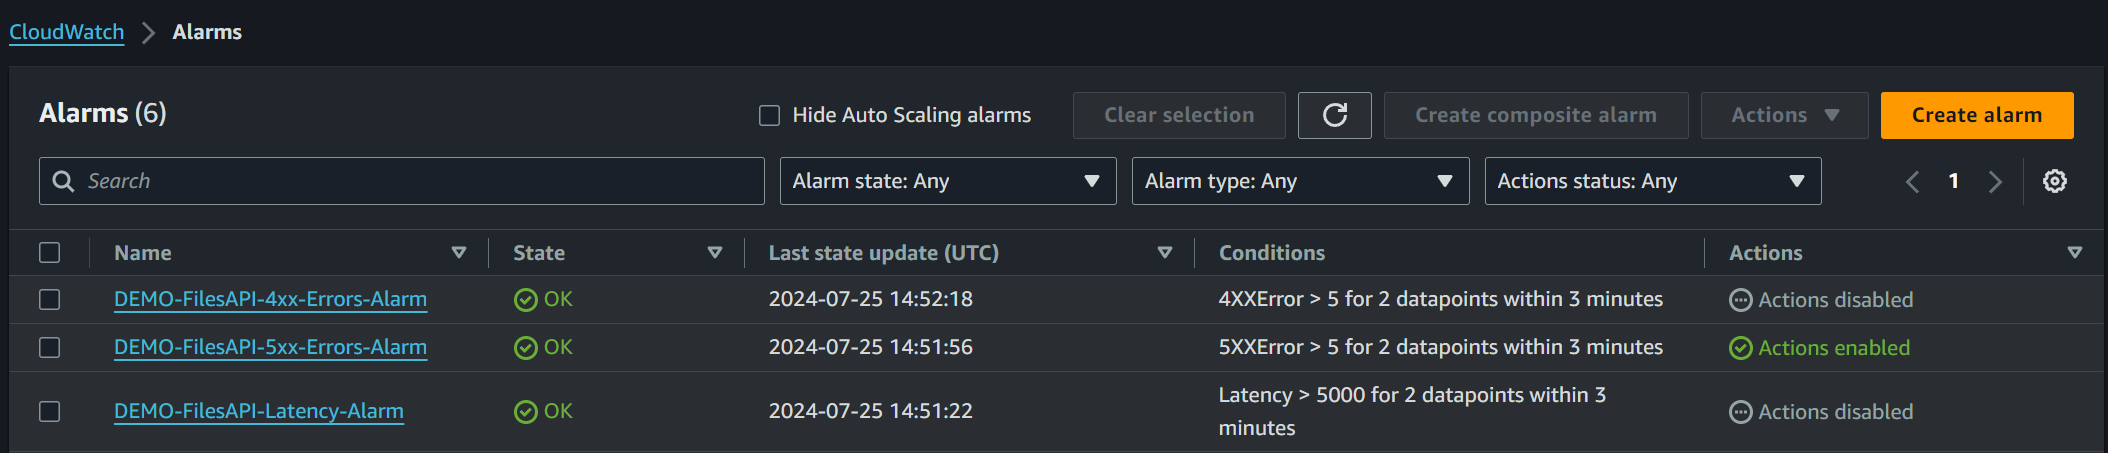 CloudWatch > Alarms
Alarms (6)
Hide Auto Scaling alarms
Clear selection
Create composite alarm
Actions
Create alarm
Search
Alarm state: Any
Alarm type: Any
Actions status: Any
1
Name State Last state update (UTC) Conditions Actions
DEMO-FilesAPI-4xx-Errors-Alarm OK 2024-07-25 14:52:18 4XXError > 5 for 2 datapoints within 3 minutes Actions disabled
DEMO-FilesAPI-5xx-Errors-Alarm OK 2024-07-25 14:51:56 5XXError > 5 for 2 datapoints within 3 minutes Actions enabled
DEMO-FilesAPI-Latency-Alarm OK 2024-07-25 14:51:22 Latency > 5000 for 2 datapoints within 3
minutes Actions disabled